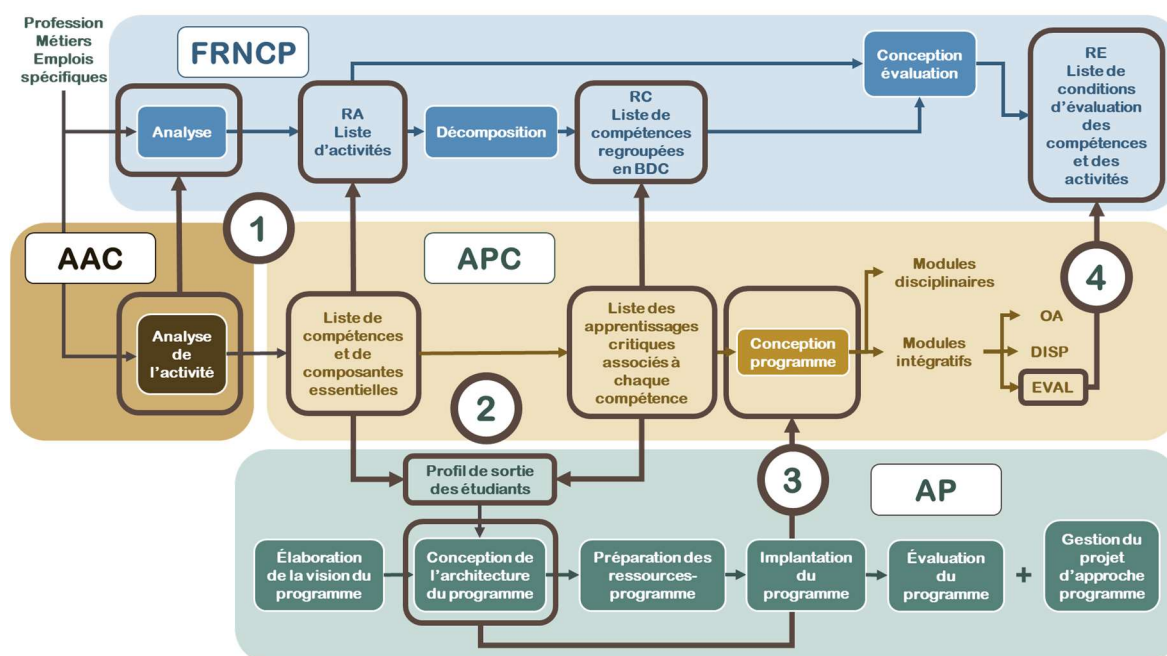 Profession
Métiers
Emplois
spécifiques
FRNCP
Analyse
RA
Liste
d'activités
Décomposition
RC
Liste de
compétences
regroupées
en BDC
Conception
évaluation
RE
Liste de
conditions
d'évaluation
des
compétences
et des
activités
1
AAC
Analyse
de
l'activité
APC
Liste de
compétences
et de
composantes
essentielles
Liste des
apprentissages
critiques
associés à
chaque
compétence
Conception
programme
Modules
disciplinaires
Modules
intégratifs
OA
DISP
EVAL
4
2
3
Profil de sortie
des étudiants
AP
Élaboration
de la vision du
programme
Conception de
l'architecture
du programme
Préparation des
ressources-
programme
Implantation
du
programme
Évaluation
du
programme
+
Gestion du
projet
d'approche
programme